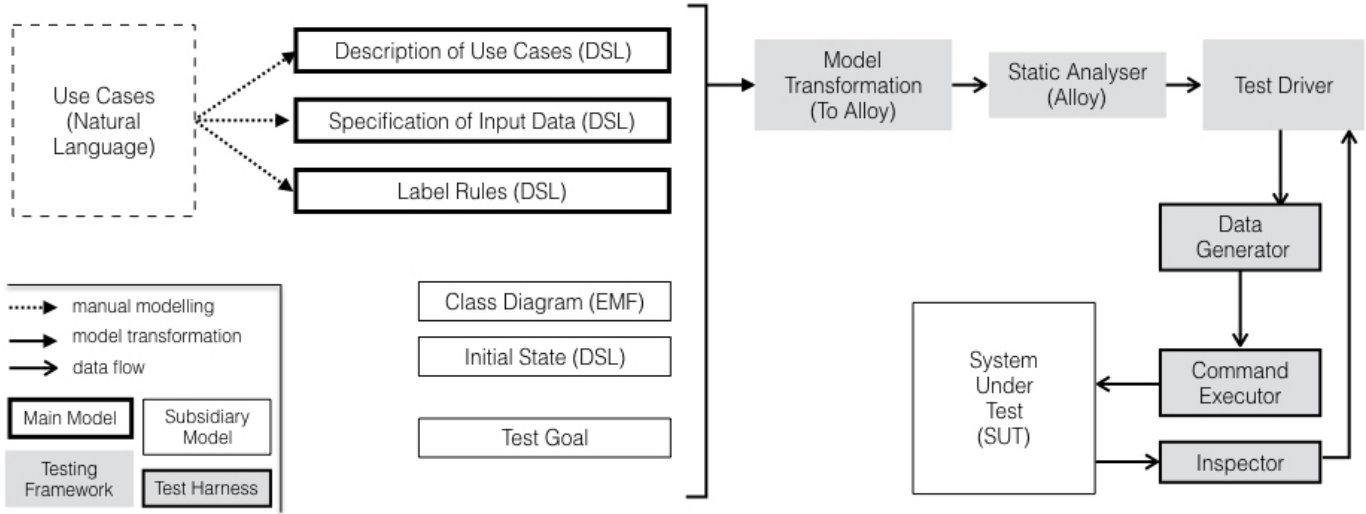 Use Cases
(Natural
Language)
Description of Use Cases (DSL)
Specification of Input Data (DSL)
Label Rules (DSL)
Class Diagram (EMF)
Initial State (DSL)
Test Goal
manual modelling
model transformation
data flow
Main Model
Subsidiary
Model
Testing
Framework
Test Harness
Model
Transformation
(To Alloy)
Static Analyser
(Alloy)
Test Driver
Data
Generator
Command
Executor
Inspector
System
Under
Test
(SUT)